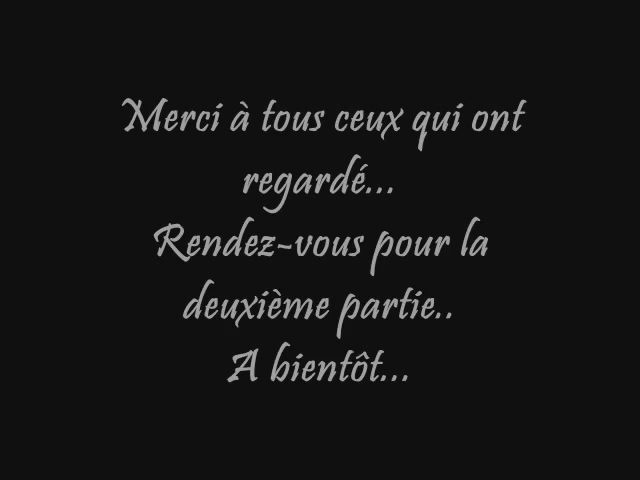 Merci à tous ceux qui ont
regardé...
Rendez-vous pour la
deuxième partie..
A bientôt...